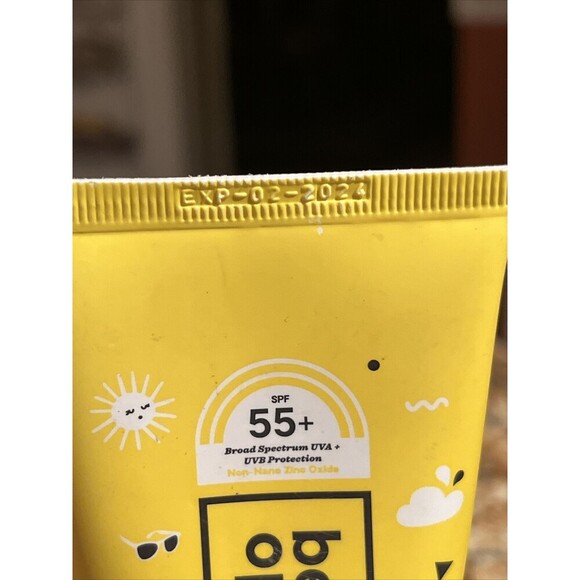 EXP-02-2024
SPF
55+
Broad Spectrum UVA +
UVB Protection
Non-Nano Zinc Oxide